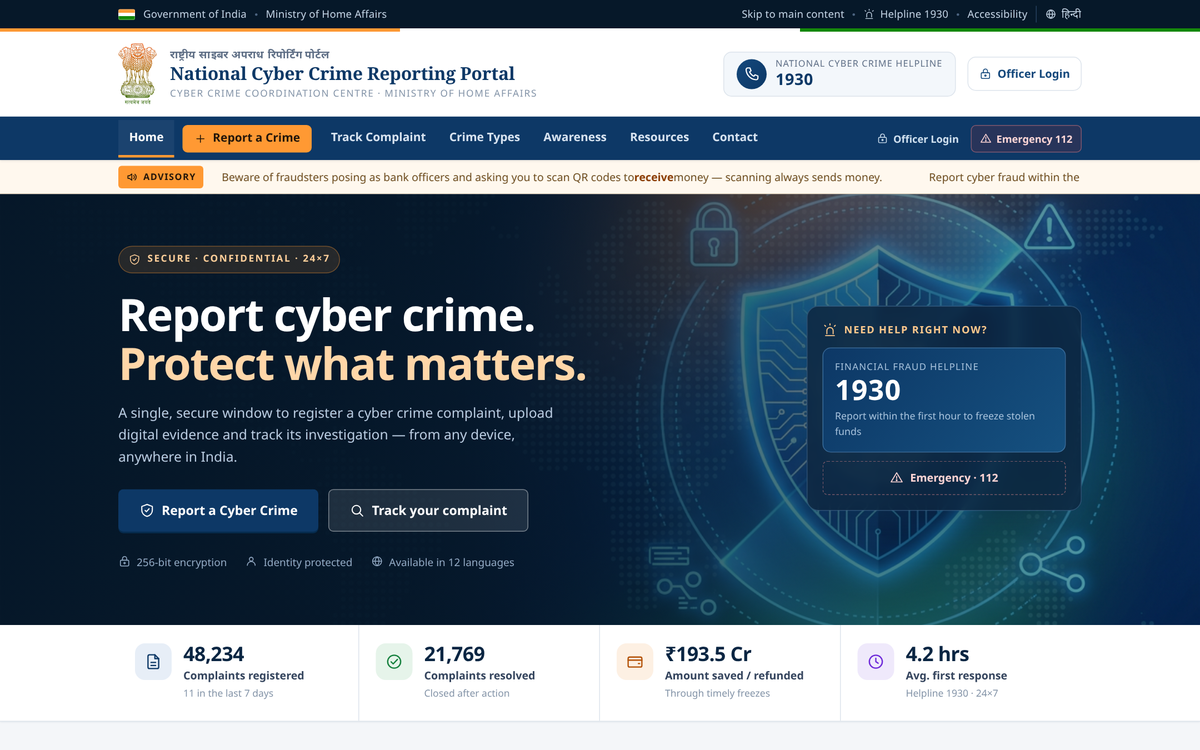 Government of India • Ministry of Home Affairs
Skip to main content • Helpline 1930 • Accessibility हिन्दी
राष्ट्रीय साइबर अपराध रिपोर्टिंग पोर्टल
National Cyber Crime Reporting Portal
CYBER CRIME COORDINATION CENTRE · MINISTRY OF HOME AFFAIRS
सत्यमेव जयते
NATIONAL CYBER CRIME HELPLINE
1930
Officer Login
Home
+ Report a Crime
Track Complaint
Crime Types
Awareness
Resources
Contact
Officer Login
Emergency 112
ADVISORY
Beware of fraudsters posing as bank officers and asking you to scan QR codes toreceivemoney — scanning always sends money.
Report cyber fraud within the
SECURE · CONFIDENTIAL · 24×7
Report cyber crime.
Protect what matters.
A single, secure window to register a cyber crime complaint, upload
digital evidence and track its investigation — from any device,
anywhere in India.
Report a Cyber Crime
Track your complaint
256-bit encryption
Identity protected
Available in 12 languages
NEED HELP RIGHT NOW?
FINANCIAL FRAUD HELPLINE
1930
Report within the first hour to freeze stolen
funds
Emergency · 112
48,234
Complaints registered
11 in the last 7 days
21,769
Complaints resolved
Closed after action
₹193.5 Cr
Amount saved / refunded
Through timely freezes
4.2 hrs
Avg. first response
Helpline 1930 · 24×7